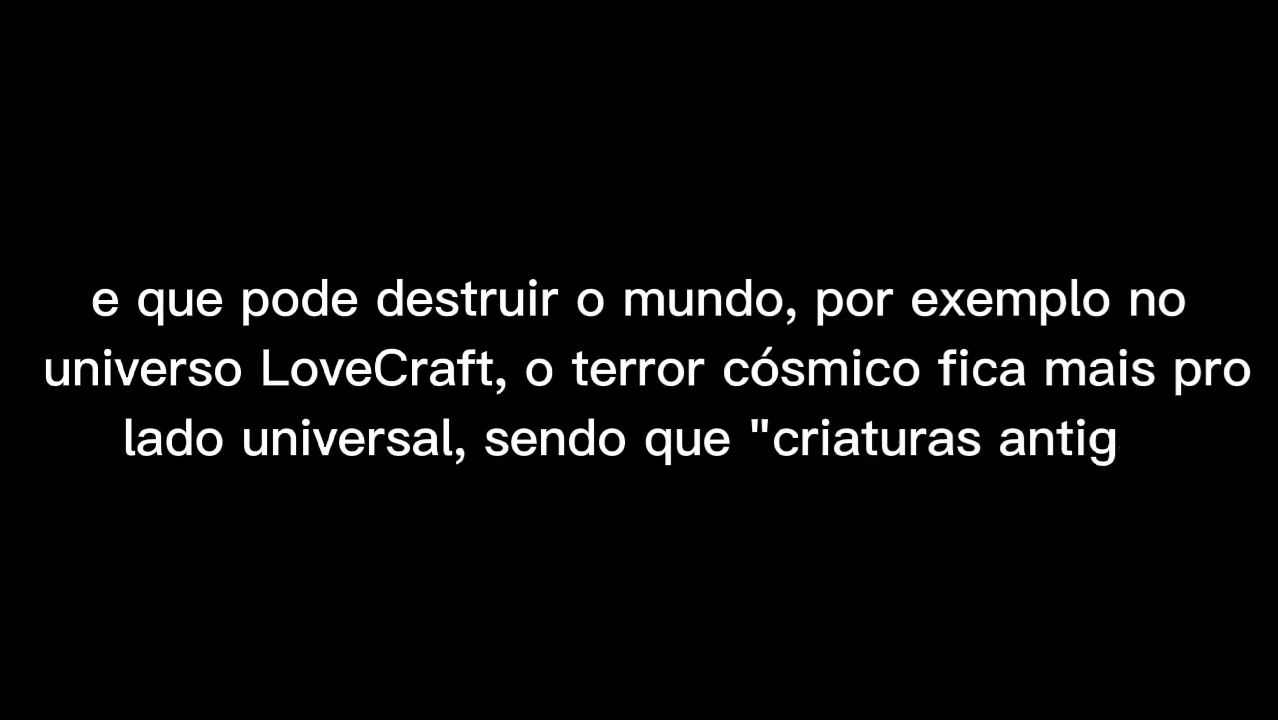 e que pode destruir o mundo, por exemplo no
universo LoveCraft, o terror cósmico fica mais pro
lado universal, sendo que "criaturas antig